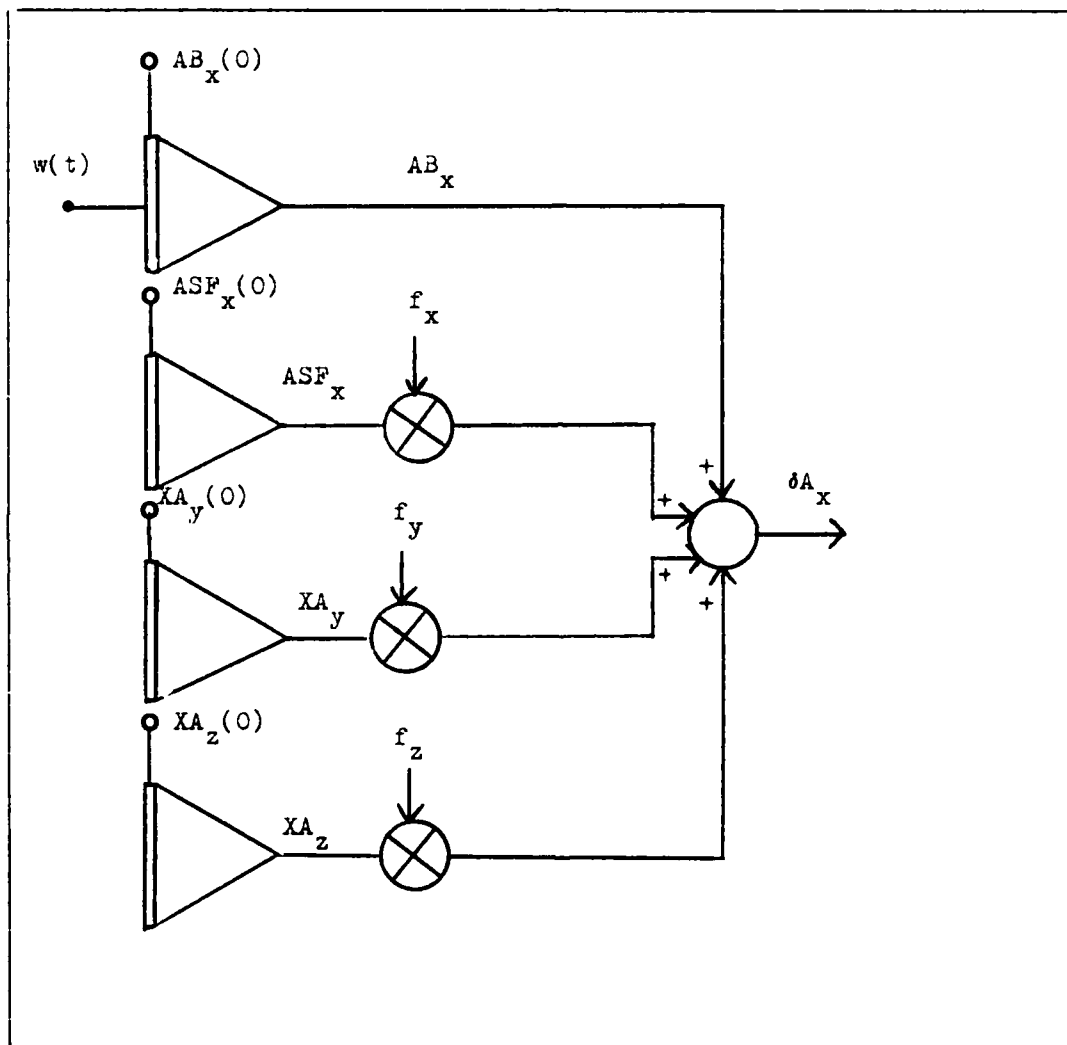 AB_x(0)
w(t)
AB_x
ASF_x(0)
f_x
ASF_x
+
+
δA_x
XA_y(0)
f_y
+
XA_y
+
XA_z(0)
f_z
XA_z